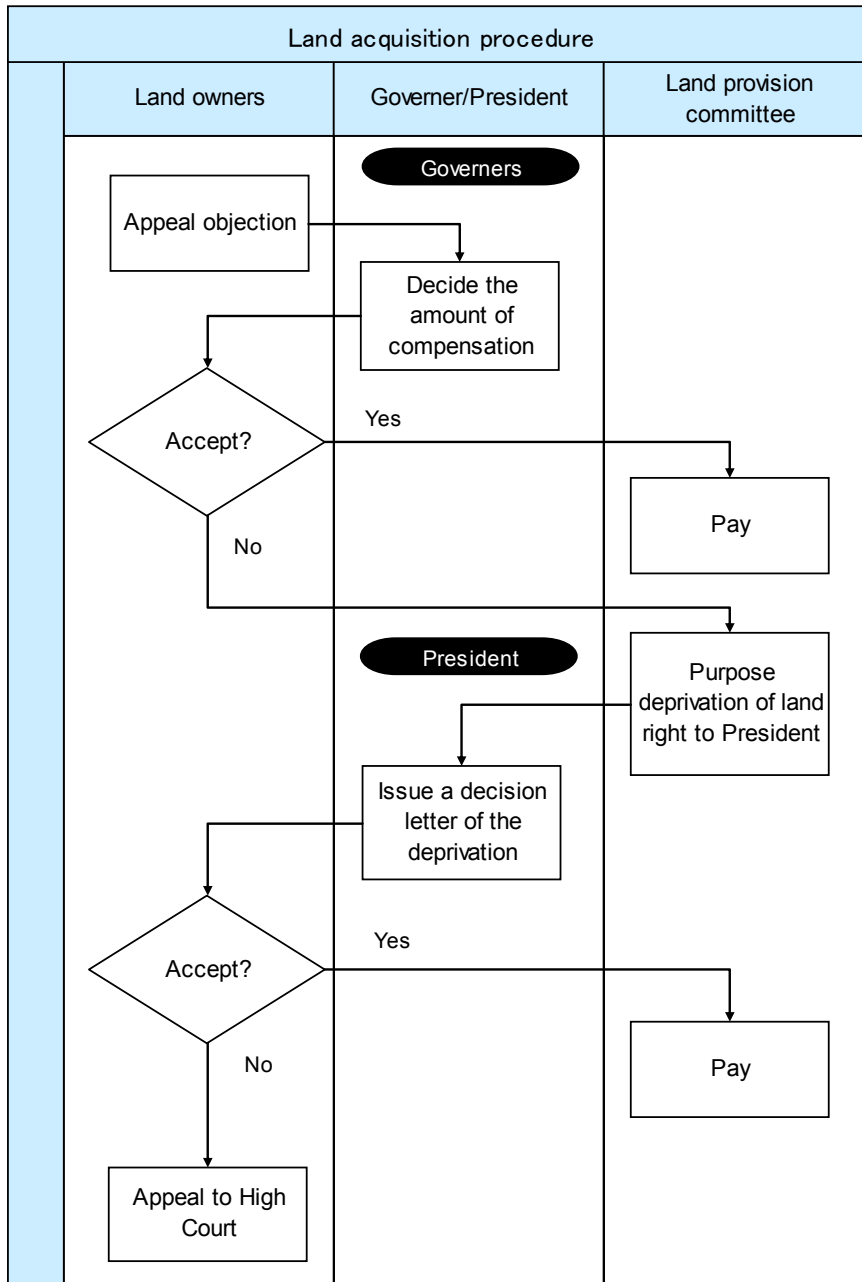 Land acquisition procedure
Land owners
Governer/President
Land provision
committee
Governers
Appeal objection
Decide the
amount of
compensation
Accept?
Yes
Pay
No
President
Purpose
deprivation of land
right to President
Issue a decision
letter of the
deprivation
Accept?
Yes
Pay
No
Appeal to High
Court